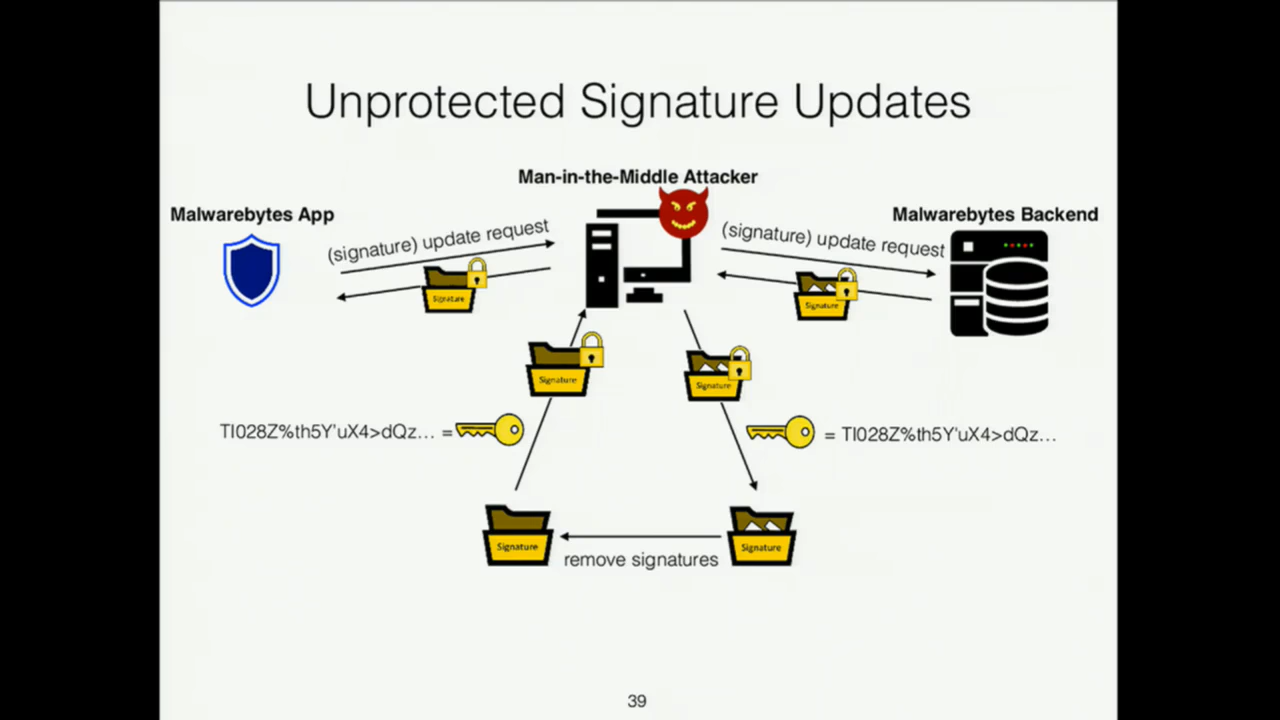 Unprotected Signature Updates
Man-in-the-Middle Attacker
Malwarebytes App
Malwarebytes Backend
(signature) update request
(signature) update request
Signature
Signature
Signature
Signature
TI028Z%th5Y'uX4>dQz… =
= TI028Z%th5Y'uX4>dQz…
Signature
Signature
remove signatures
39